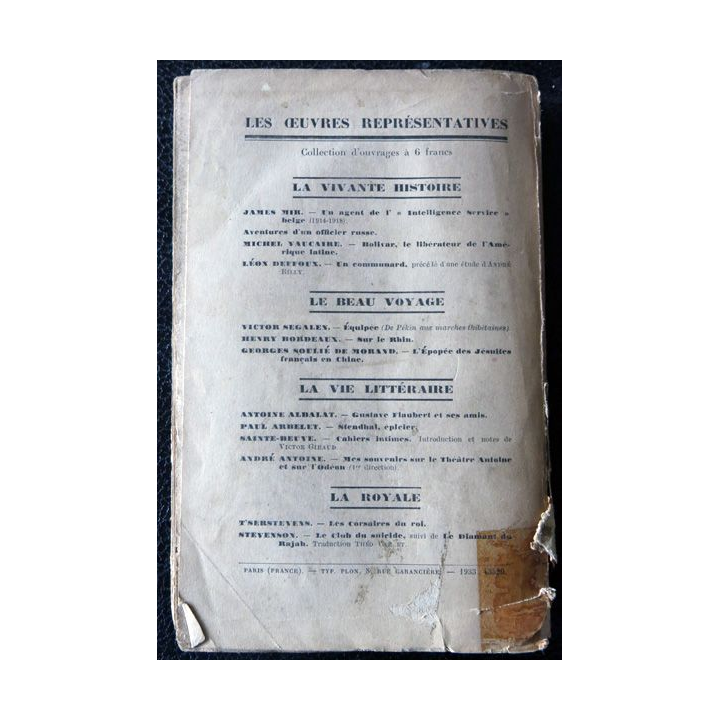 LES ŒUVRES REPRÉSENTATIVES
Collection d'ouvrages à 6 francs
LA VIVANTE HISTOIRE
JAMES MIR. — Un agent de l' « Intelligence Service »
belge (1914-1918).
Aventures d'un officier russe.
MICHEL VAUCAIRE. — Bolivar, le libérateur de l'Amé-
rique latine.
LÉON DEFFOUX. — Un communard, précédé d'une étude d'ANDRÉ
BILLY.
LE BEAU VOYAGE
VICTOR SEGALEN. — Équipée (De Pékin aux marches thibétaines)
HENRY BORDEAUX. — Sur le Rhin.
GEORGES SOULIÉ DE MORAND. — L'Épopée des Jésuites
français en Chine.
LA VIE LITTÉRAIRE
ANTOINE ALBALAT. — Gustave Flaubert et ses amis.
PAUL ARBELET. — Stendhal, épicier.
SAINTE-BEUVE. — Cahiers intimes. Introduction et notes de
VICTOR GIRAUD
ANDRÉ ANTOINE. — Mes souvenirs sur le Théâtre Antoine
et sur l'Odéon (1re direction)
LA ROYALE
T'SERSTEVENS. — Les Corsaires du roi.
STEVENSON. — Le Club du suicide, suivi de Le Diamant du
Rajah. Traduction THÉO
PARIS (FRANCE). — TYP. PLON, 8, RUE GARANCIÈRE. — 1933.